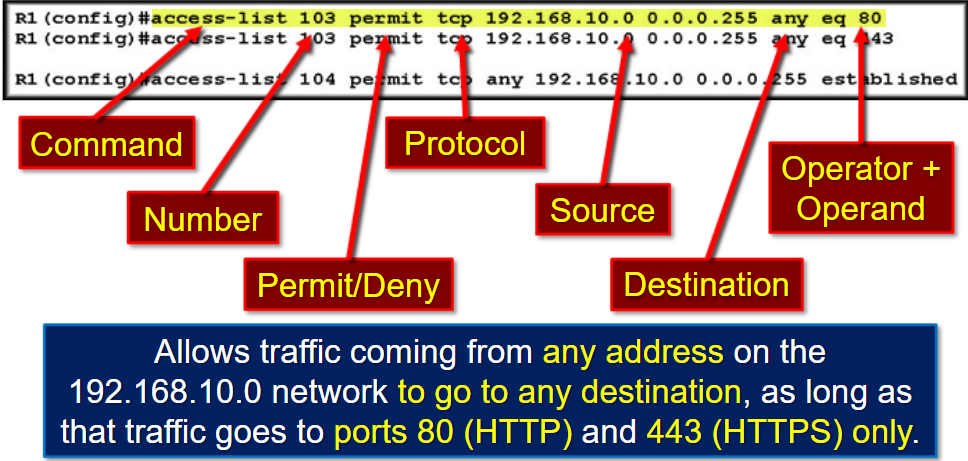 R1(config)#access-list 103 permit tcp 192.168.10.0 0.0.0.255 any eq 80
R1(config)#access-list 103 permit tcp 192.168.10.0 0.0.0.255 any eq 443
R1(config)#access-list 104 permit tcp any 192.168.10.0 0.0.0.255 established
Command
Protocol
Number
Source
Operator +
Operand
Permit/Deny
Destination
Allows traffic coming from any address on the
192.168.10.0 network to go to any destination, as long as
that traffic goes to ports 80 (HTTP) and 443 (HTTPS) only.